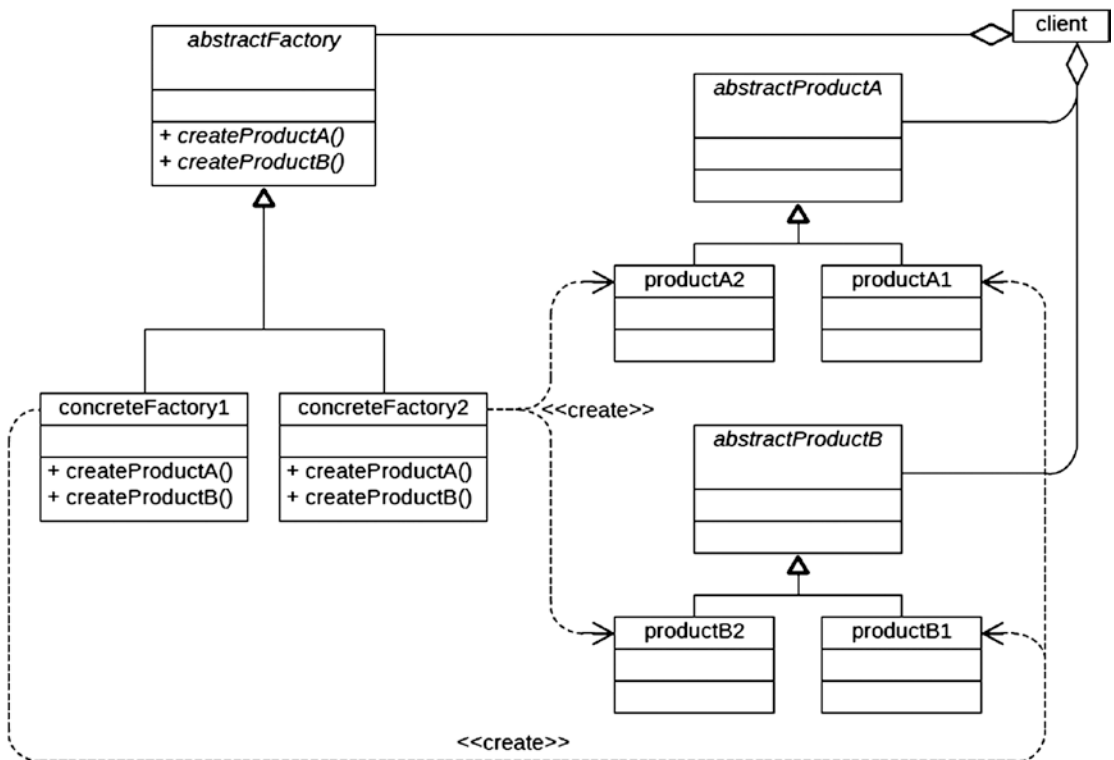 abstractFactory
+ createProductA()
+ createProductB()
client
abstractProductA
productA2
productA1
concreteFactory1
+ createProductA()
+ createProductB()
concreteFactory2
+ createProductA()
+ createProductB()
<<create>>
abstractProductB
productB2
productB1
<<create>>